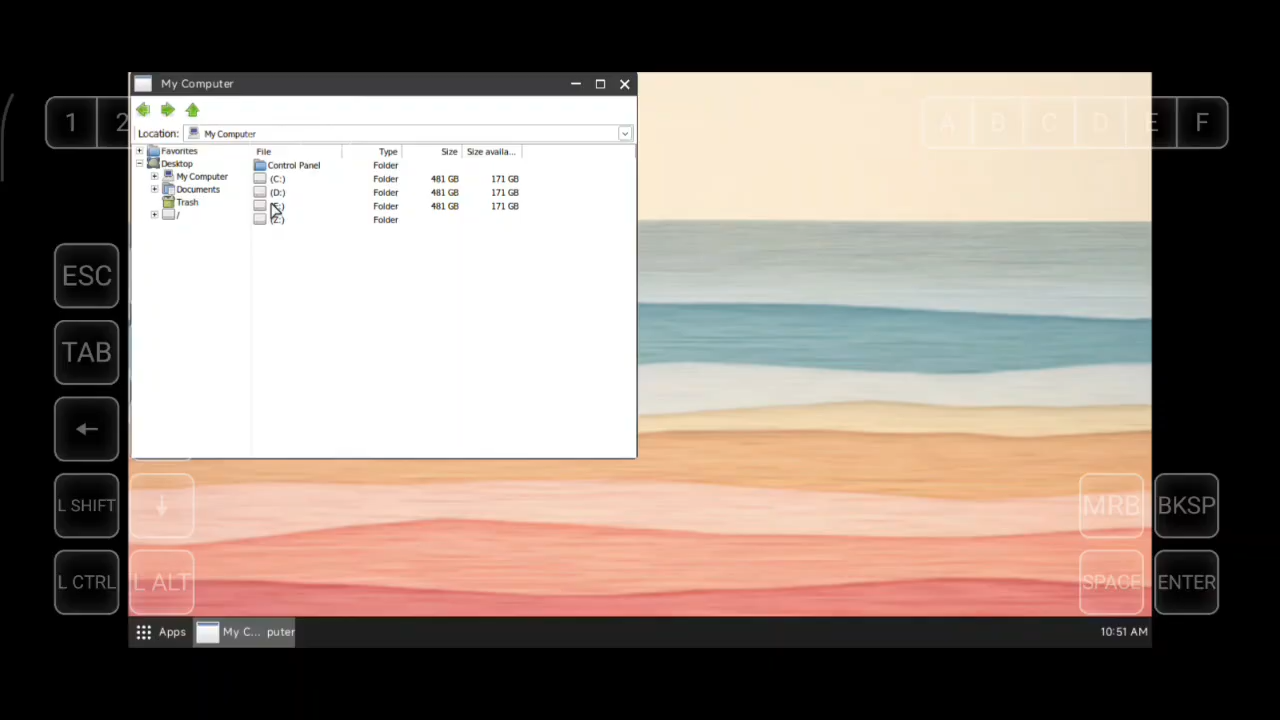 My Computer
1 2 A B C D E F
Location: My Computer
Favorites
Desktop
My Computer
Documents
Trash
/
File Type Size Size availa...
Control Panel Folder
(C:) Folder 481 GB 171 GB
(D:) Folder 481 GB 171 GB
Folder 481 GB 171 GB
(Z:) Folder
ESC
TAB
←
L SHIFT ↓ MRB BKSP
L CTRL L ALT SPACE ENTER
Apps My C... puter 10:51 AM